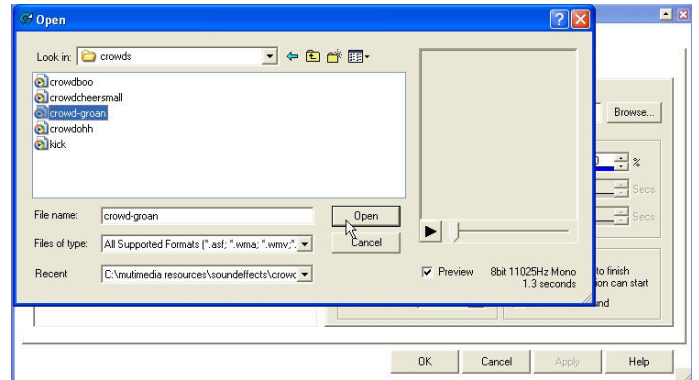 Open
Look in: crowds
crowdboo
crowdcheersmall
crowd-groan
crowdohh
kick
File name: crowd-groan Open
Files of type: All Supported Formats (*.asf; *.wma; *.wmv;*. Cancel
Recent C:\mutimedia resources\soundeffects\crowc
Preview 8bit 11025Hz Mono
1.3 seconds
Browse...
0 %
Secs
Secs
to finish
ion can start
nd
OK Cancel Apply Help